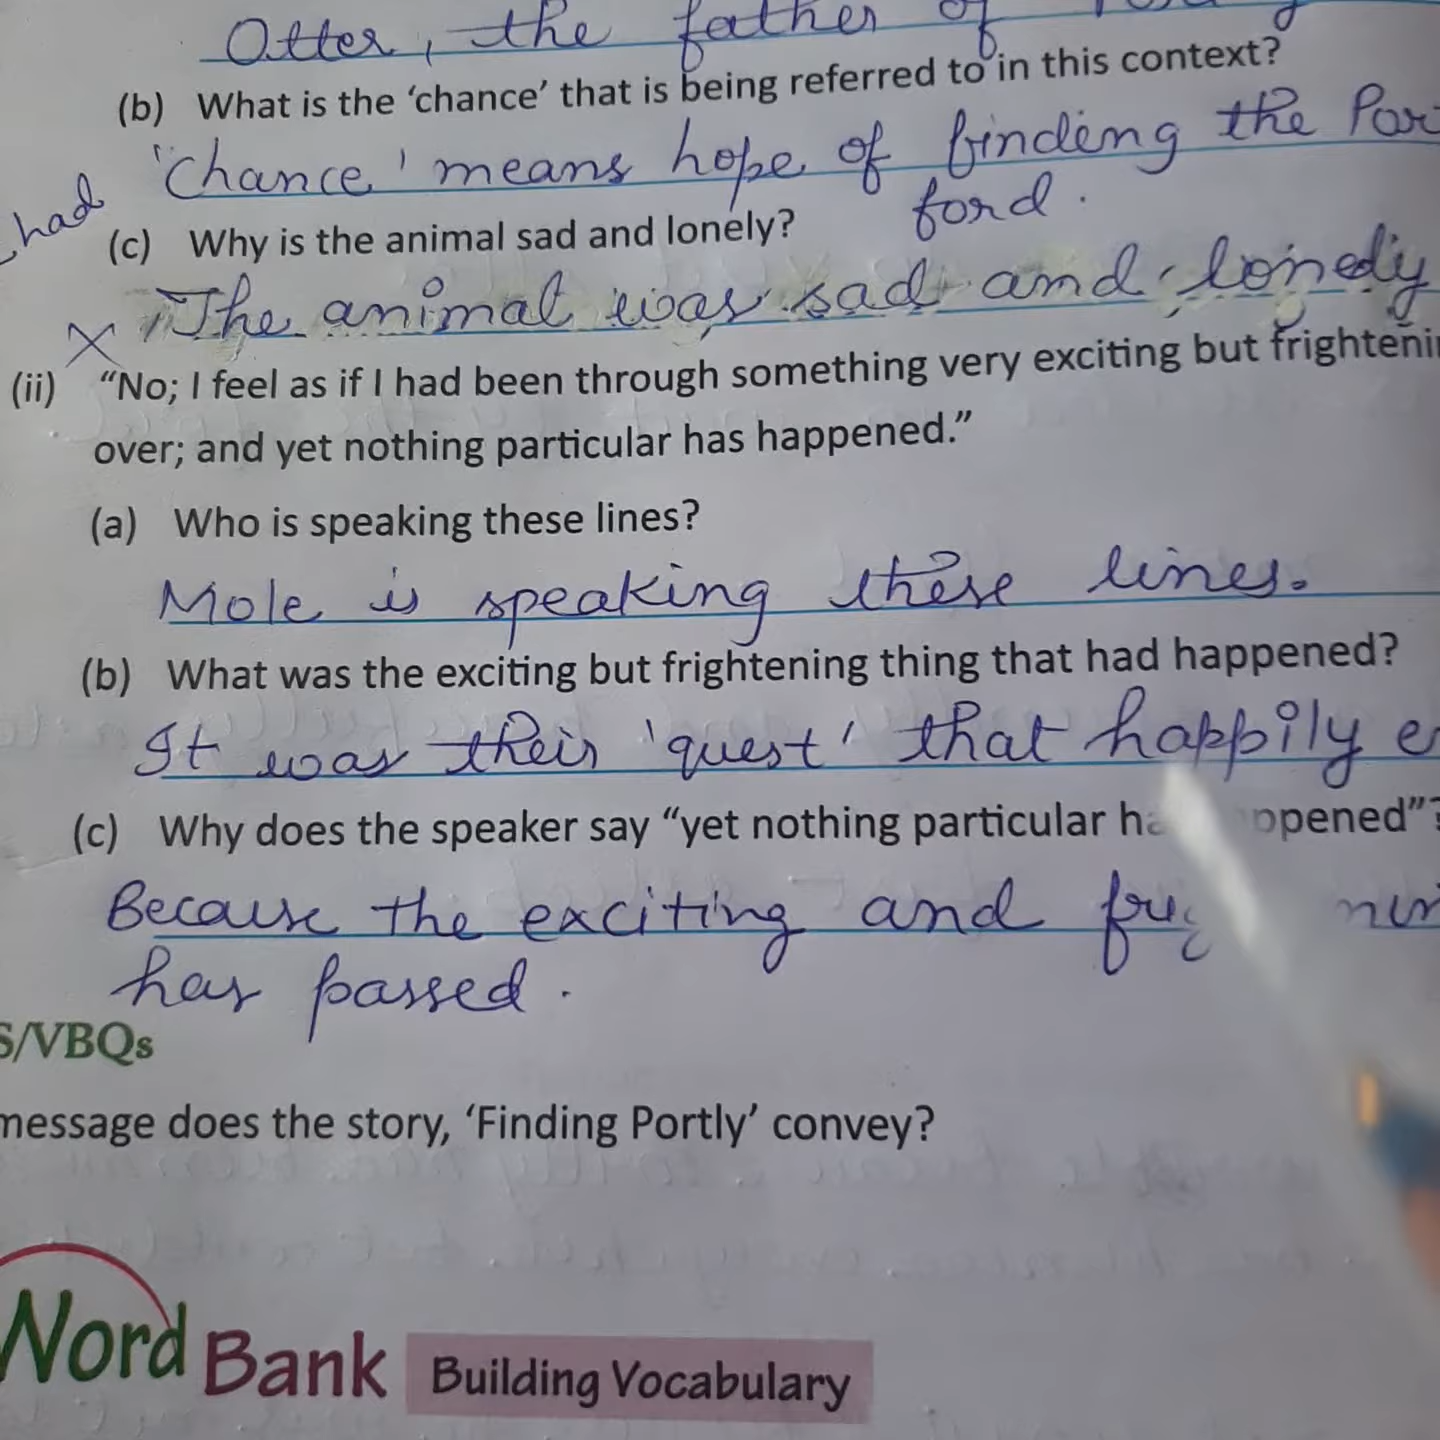 Otter, the father of
(b) What is the 'chance' that is being referred to in this context?
'Chance' means hope of finding the Por
had
ford.
(c) Why is the animal sad and lonely?
x The animal was sad and lonely
(ii) "No; I feel as if I had been through something very exciting but frighteni
over; and yet nothing particular has happened."
(a) Who is speaking these lines?
Mole is speaking these lines.
(b) What was the exciting but frightening thing that had happened?
It was their 'quest' that happily e
(c) Why does the speaker say "yet nothing particular ha ppened"?
Because the exciting and
has passed.
S/VBQs
message does the story, 'Finding Portly' convey?
Word Bank Building Vocabulary